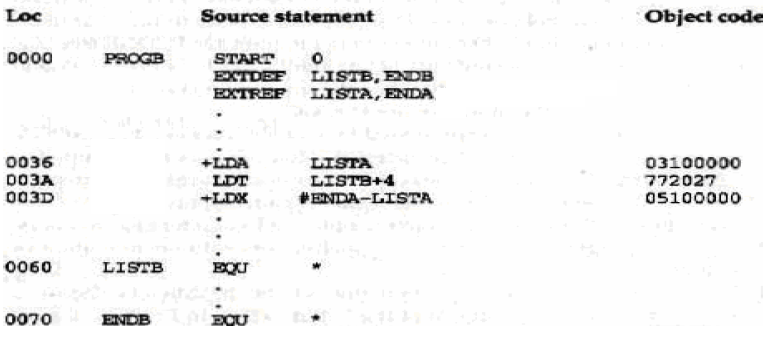 Loc Source statement Object code
0000 PROGB START 0
EXTDEF LISTB,ENDB
EXTREF LISTA,ENDA
.
.
.
0036 +LDA LISTA 03100000
003A LDT LISTB+4 772027
003D +LDX #ENDA-LISTA 05100000
.
.
.
0060 LISTB EQU *
.
.
0070 ENDB EQU *